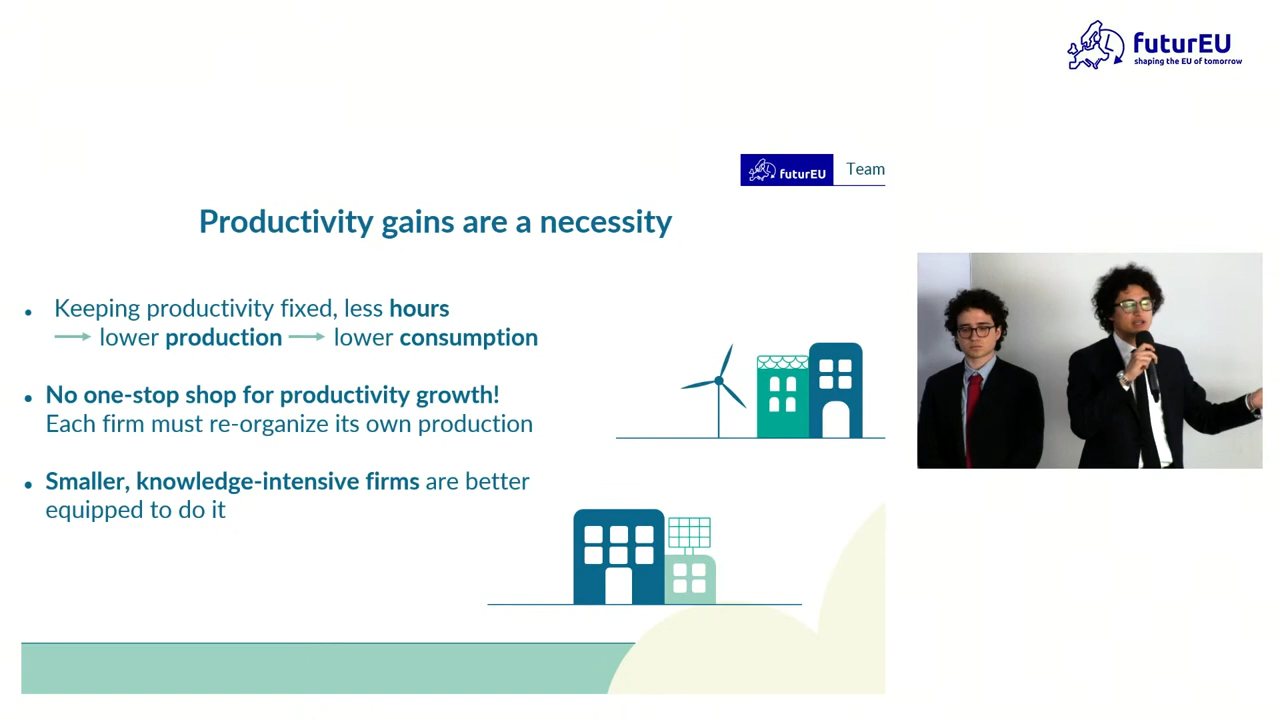 futurEU
shaping the EU of tomorrow
futurEU
Team
Productivity gains are a necessity
• Keeping productivity fixed, less hours
lower production lower consumption
• No one-stop shop for productivity growth!
Each firm must re-organize its own production
• Smaller, knowledge-intensive firms are better
equipped to do it